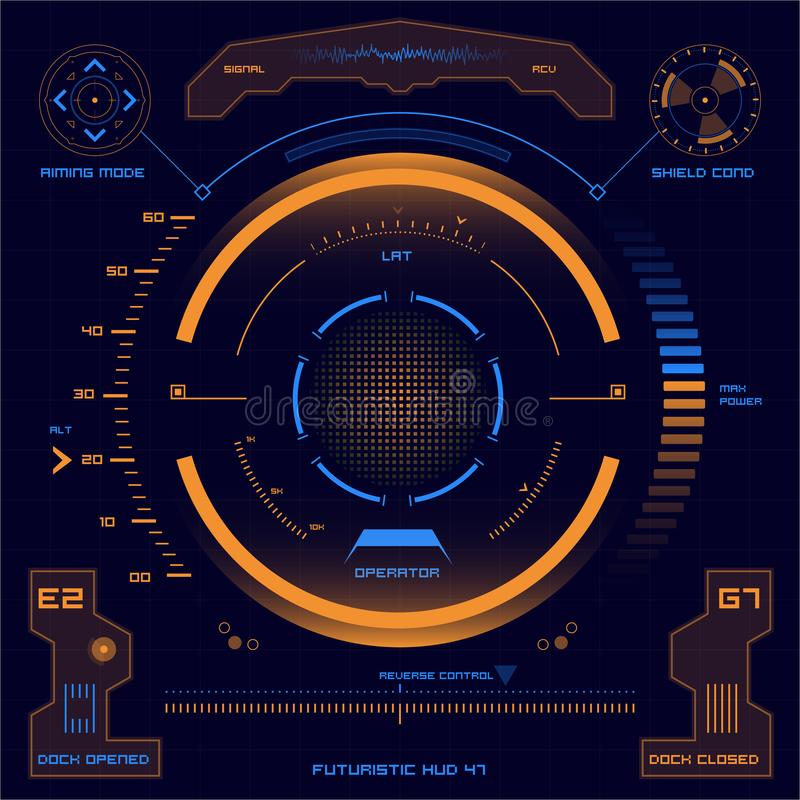 SIGNAL
RCV
AIMING MODE
SHIELD COND
60
50
40
30
20
10
00
ALT
LAT
MAX
POWER
dreamstime®
1K
5K
10K
OPERATOR
E2
G7
REVERSE CONTROL
DOCK OPENED
DOCK CLOSED
FUTURISTIC HUD 47